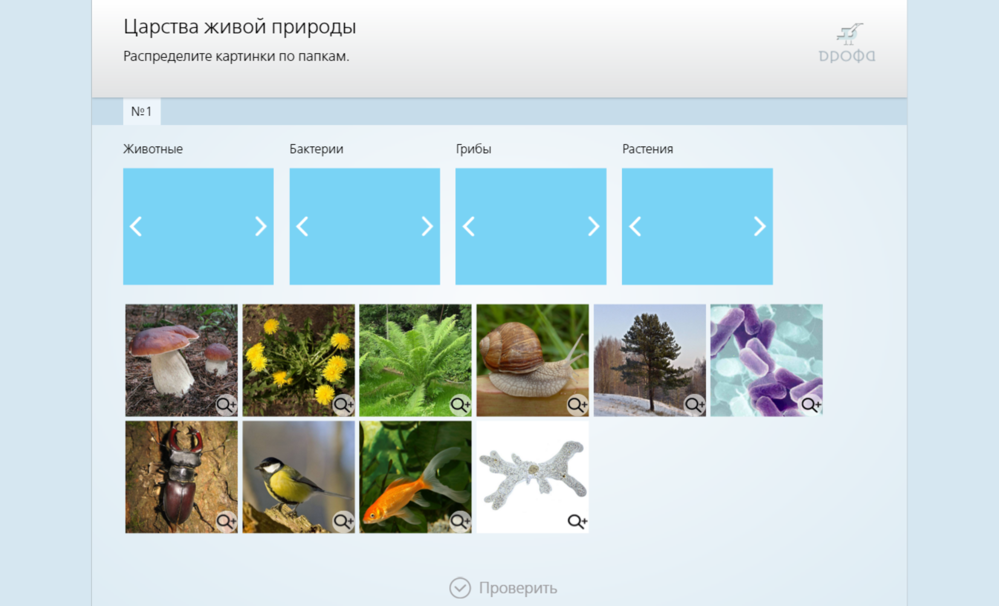 Царства живой природы
Распределите картинки по папкам.
дрофа
№1
Животные
Бактерии
Грибы
Растения
Проверить